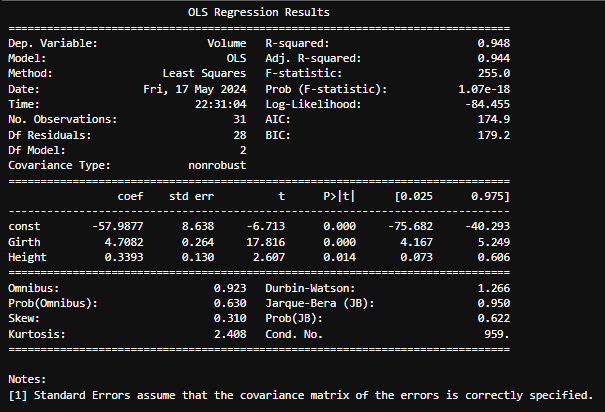 OLS Regression Results
==============================================================================
Dep. Variable:                 Volume   R-squared:                       0.948
Model:                            OLS   Adj. R-squared:                  0.944
Method:                 Least Squares   F-statistic:                     255.0
Date:                Fri, 17 May 2024   Prob (F-statistic):           1.07e-18
Time:                        22:31:04   Log-Likelihood:                -84.455
No. Observations:                  31   AIC:                             174.9
Df Residuals:                      28   BIC:                             179.2
Df Model:                           2
Covariance Type:            nonrobust
==============================================================================
                 coef    std err          t      P>|t|      [0.025      0.975]
------------------------------------------------------------------------------
const        -57.9877      8.638     -6.713      0.000     -75.682     -40.293
Girth          4.7082      0.264     17.816      0.000       4.167       5.249
Height         0.3393      0.130      2.607      0.014       0.073       0.606
==============================================================================
Omnibus:                        0.923   Durbin-Watson:                   1.266
Prob(Omnibus):                  0.630   Jarque-Bera (JB):                0.950
Skew:                           0.310   Prob(JB):                        0.622
Kurtosis:                       2.408   Cond. No.                         959.
==============================================================================
Notes:
[1] Standard Errors assume that the covariance matrix of the errors is correctly specified.